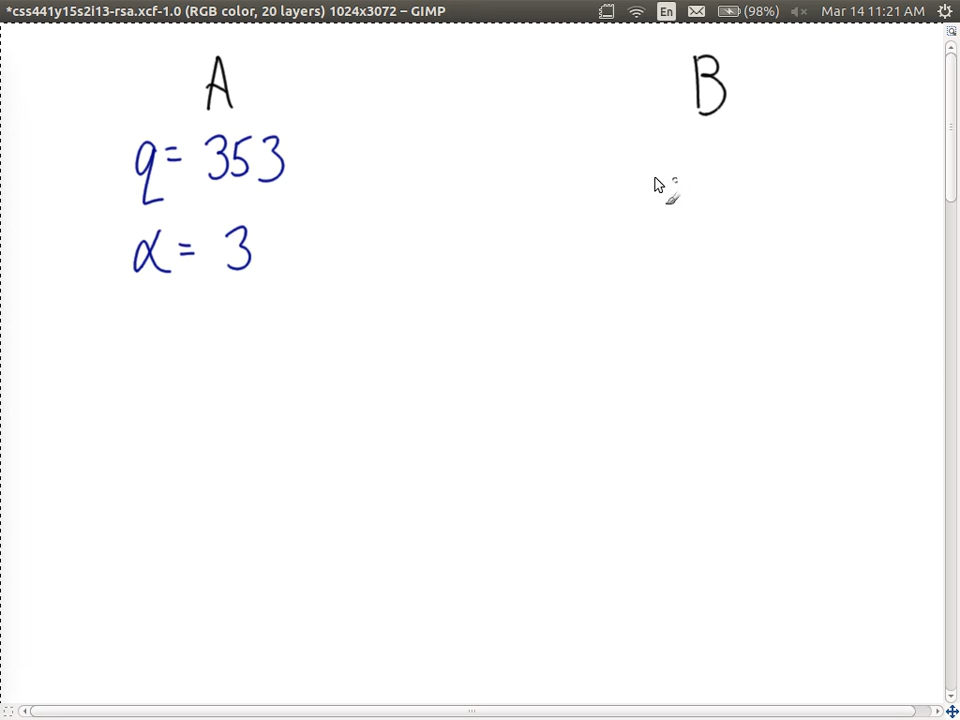 *css441y15s2i13-rsa.xcf-1.0 (RGB color, 20 layers) 1024x3072 – GIMP En (98%) Mar 14 11:21 AM
A B
q = 353
α = 3